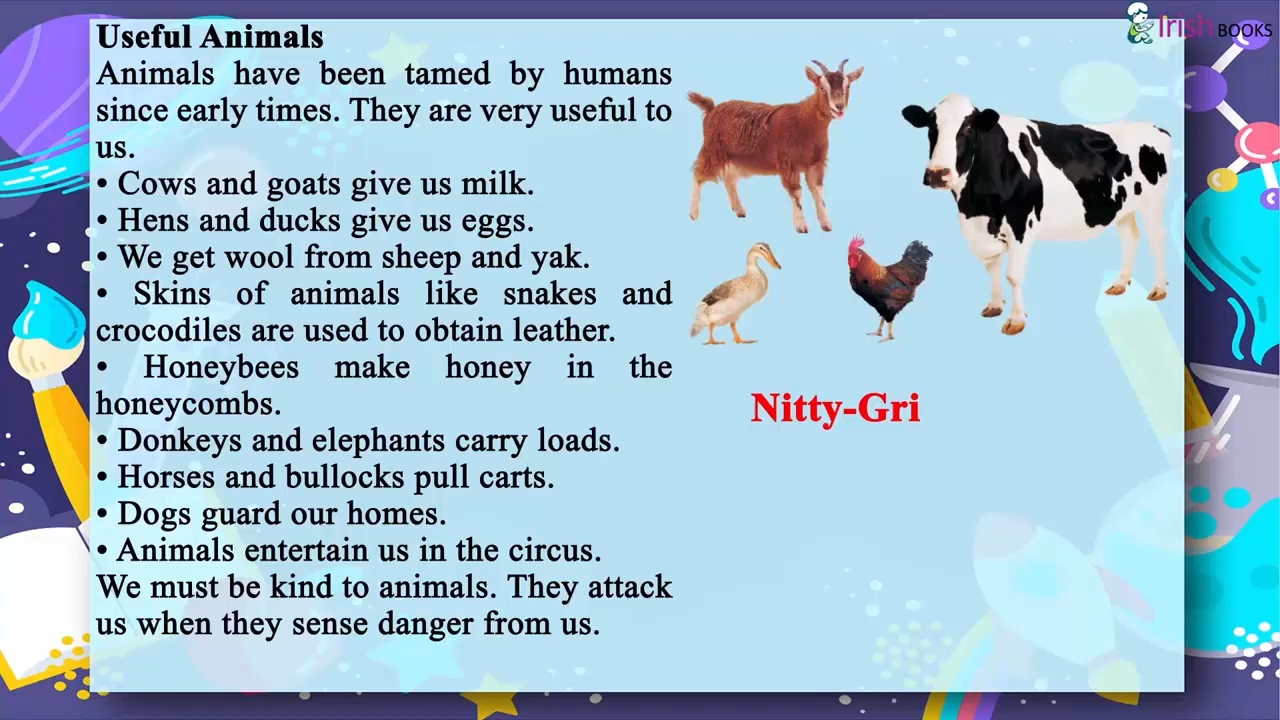 Useful Animals
Animals have been tamed by humans
since early times. They are very useful to
us.
• Cows and goats give us milk.
• Hens and ducks give us eggs.
• We get wool from sheep and yak.
• Skins of animals like snakes and
crocodiles are used to obtain leather.
• Honeybees make honey in the
honeycombs.
• Donkeys and elephants carry loads.
• Horses and bullocks pull carts.
• Dogs guard our homes.
• Animals entertain us in the circus.
We must be kind to animals. They attack
us when they sense danger from us.
Irish BOOKS
Nitty-Gri